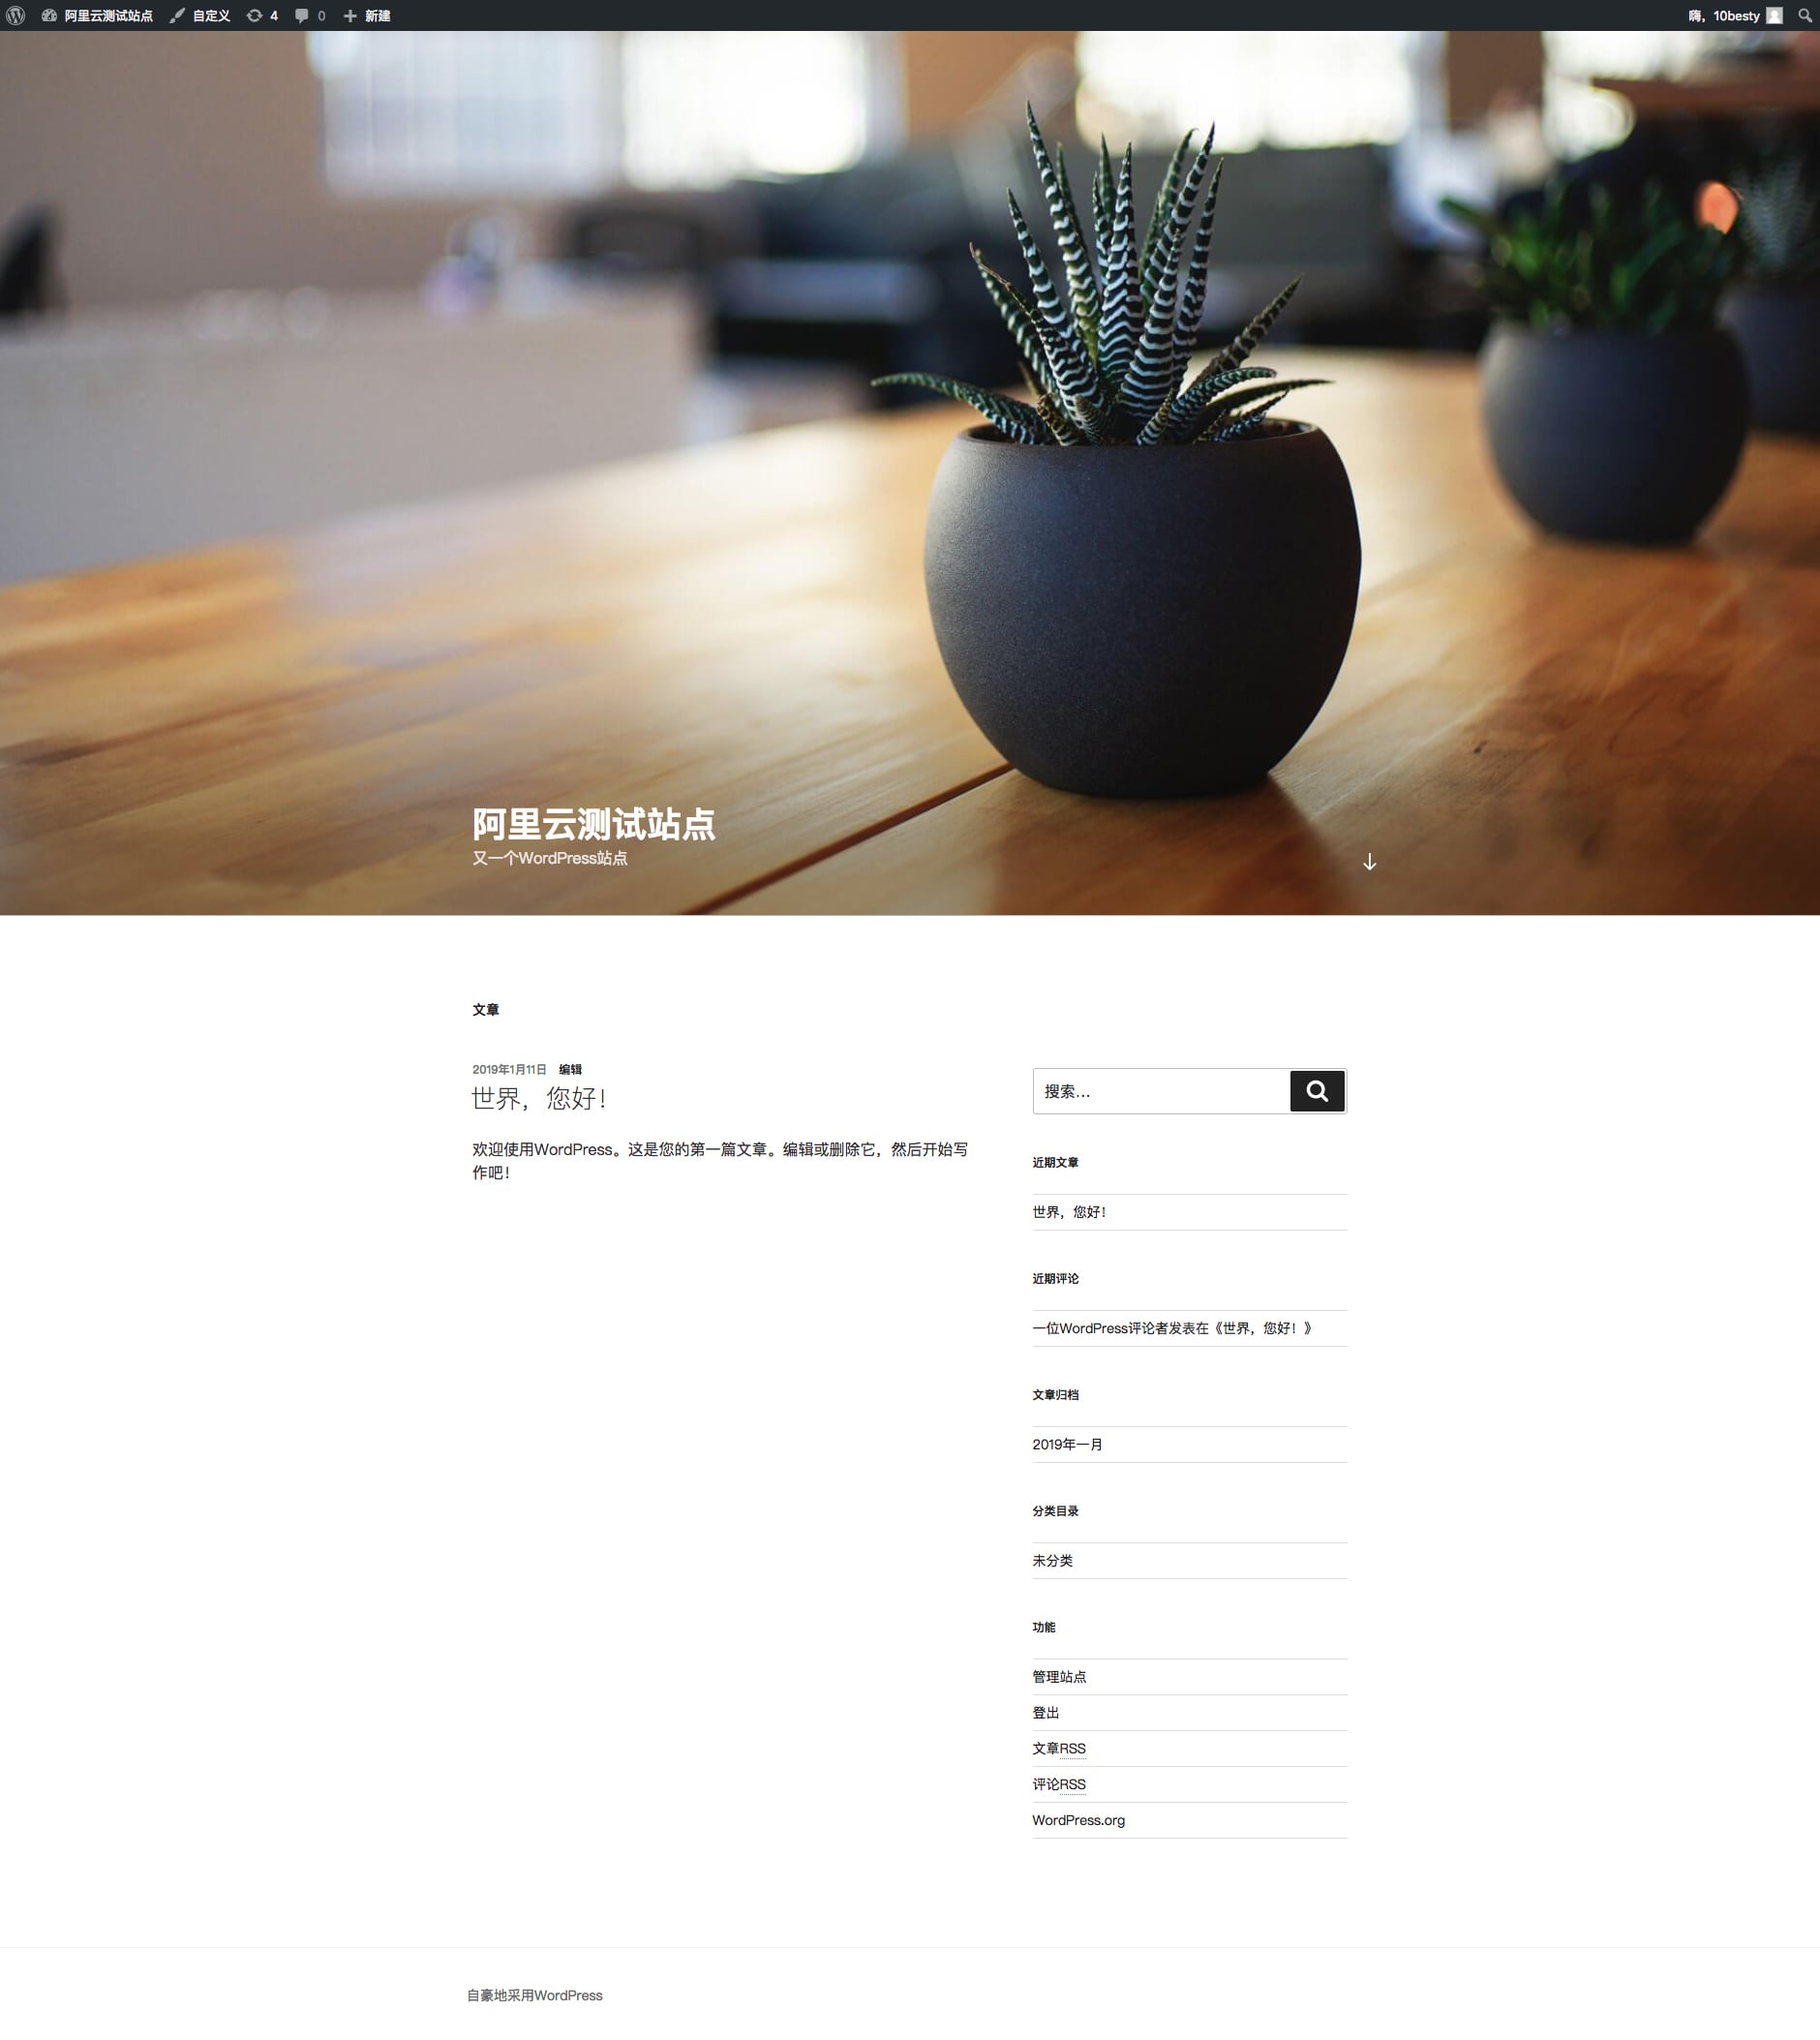 阿里云测试站点 自定义 4 0 新建 嗨，10besty
阿里云测试站点
又一个WordPress站点
文章
2019年1月11日 编辑
世界，您好！
欢迎使用WordPress。这是您的第一篇文章。编辑或删除它，然后开始写
作吧！
搜索…
近期文章
世界，您好！
近期评论
一位WordPress评论者发表在《世界，您好！》
文章归档
2019年一月
分类目录
未分类
功能
管理站点
登出
文章RSS
评论RSS
WordPress.org
自豪地采用WordPress